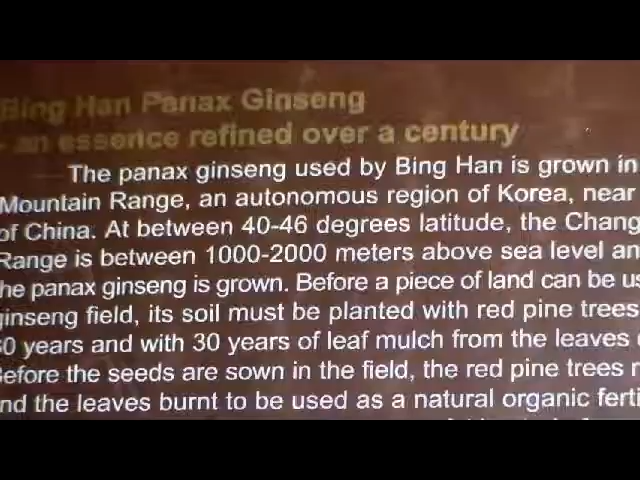 Bing Han Panax Ginseng
- an essence refined over a century
The panax ginseng used by Bing Han is grown in
Mountain Range, an autonomous region of Korea, near
of China. At between 40-46 degrees latitude, the Chang
Range is between 1000-2000 meters above sea level an
he panax ginseng is grown. Before a piece of land can be us
ginseng field, its soil must be planted with red pine trees
60 years and with 30 years of leaf mulch from the leaves
Before the seeds are sown in the field, the red pine trees
nd the leaves burnt to be used as a natural organic ferti